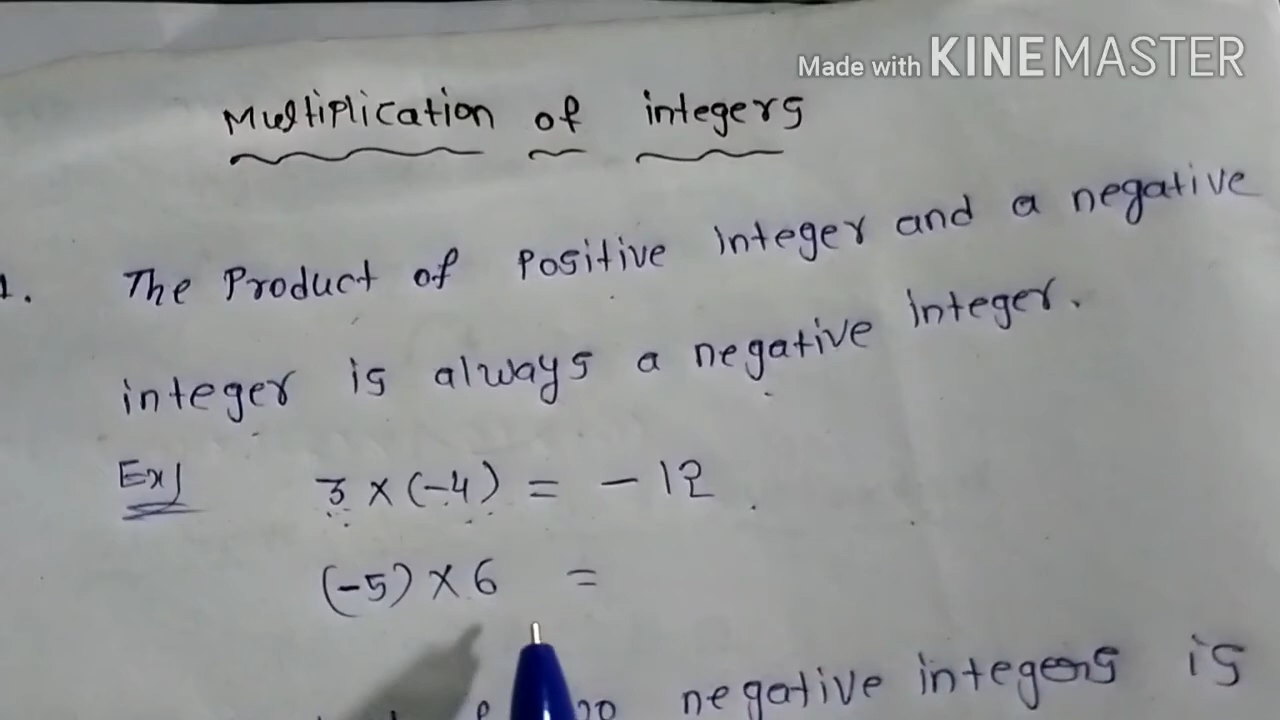 Made with KINEMASTER
Multiplication of integers
1. The Product of Positive Integer and a negative
integer is always a negative Integer.
Ex) 3 × (-4) = - 12
(-5) × 6 =
negative integers is